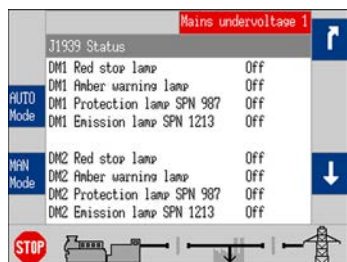 Mains undervoltage 1
J1939 Status
DM1 Red stop lamp Off
DM1 Amber warning lamp Off
DM1 Protection lamp SPN 987 Off
DM1 Emission lamp SPN 1213 Off
AUTO
Mode
DM2 Red stop lamp Off
DM2 Amber warning lamp Off
DM2 Protection lamp SPN 987 Off
DM2 Emission lamp SPN 1213 Off
MAN
Mode
STOP